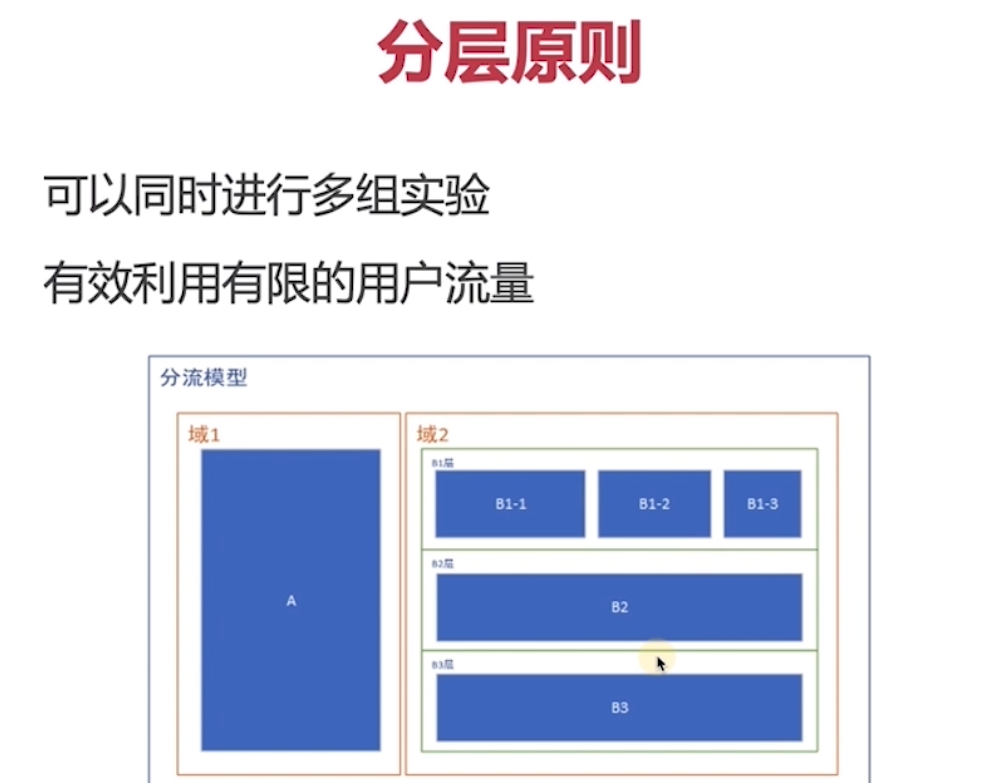 分层原则
可以同时进行多组实验
有效利用有限的用户流量
分流模型
域1
域2
B1层
B1-1
B1-2
B1-3
A
B2层
B2
B3层
B3